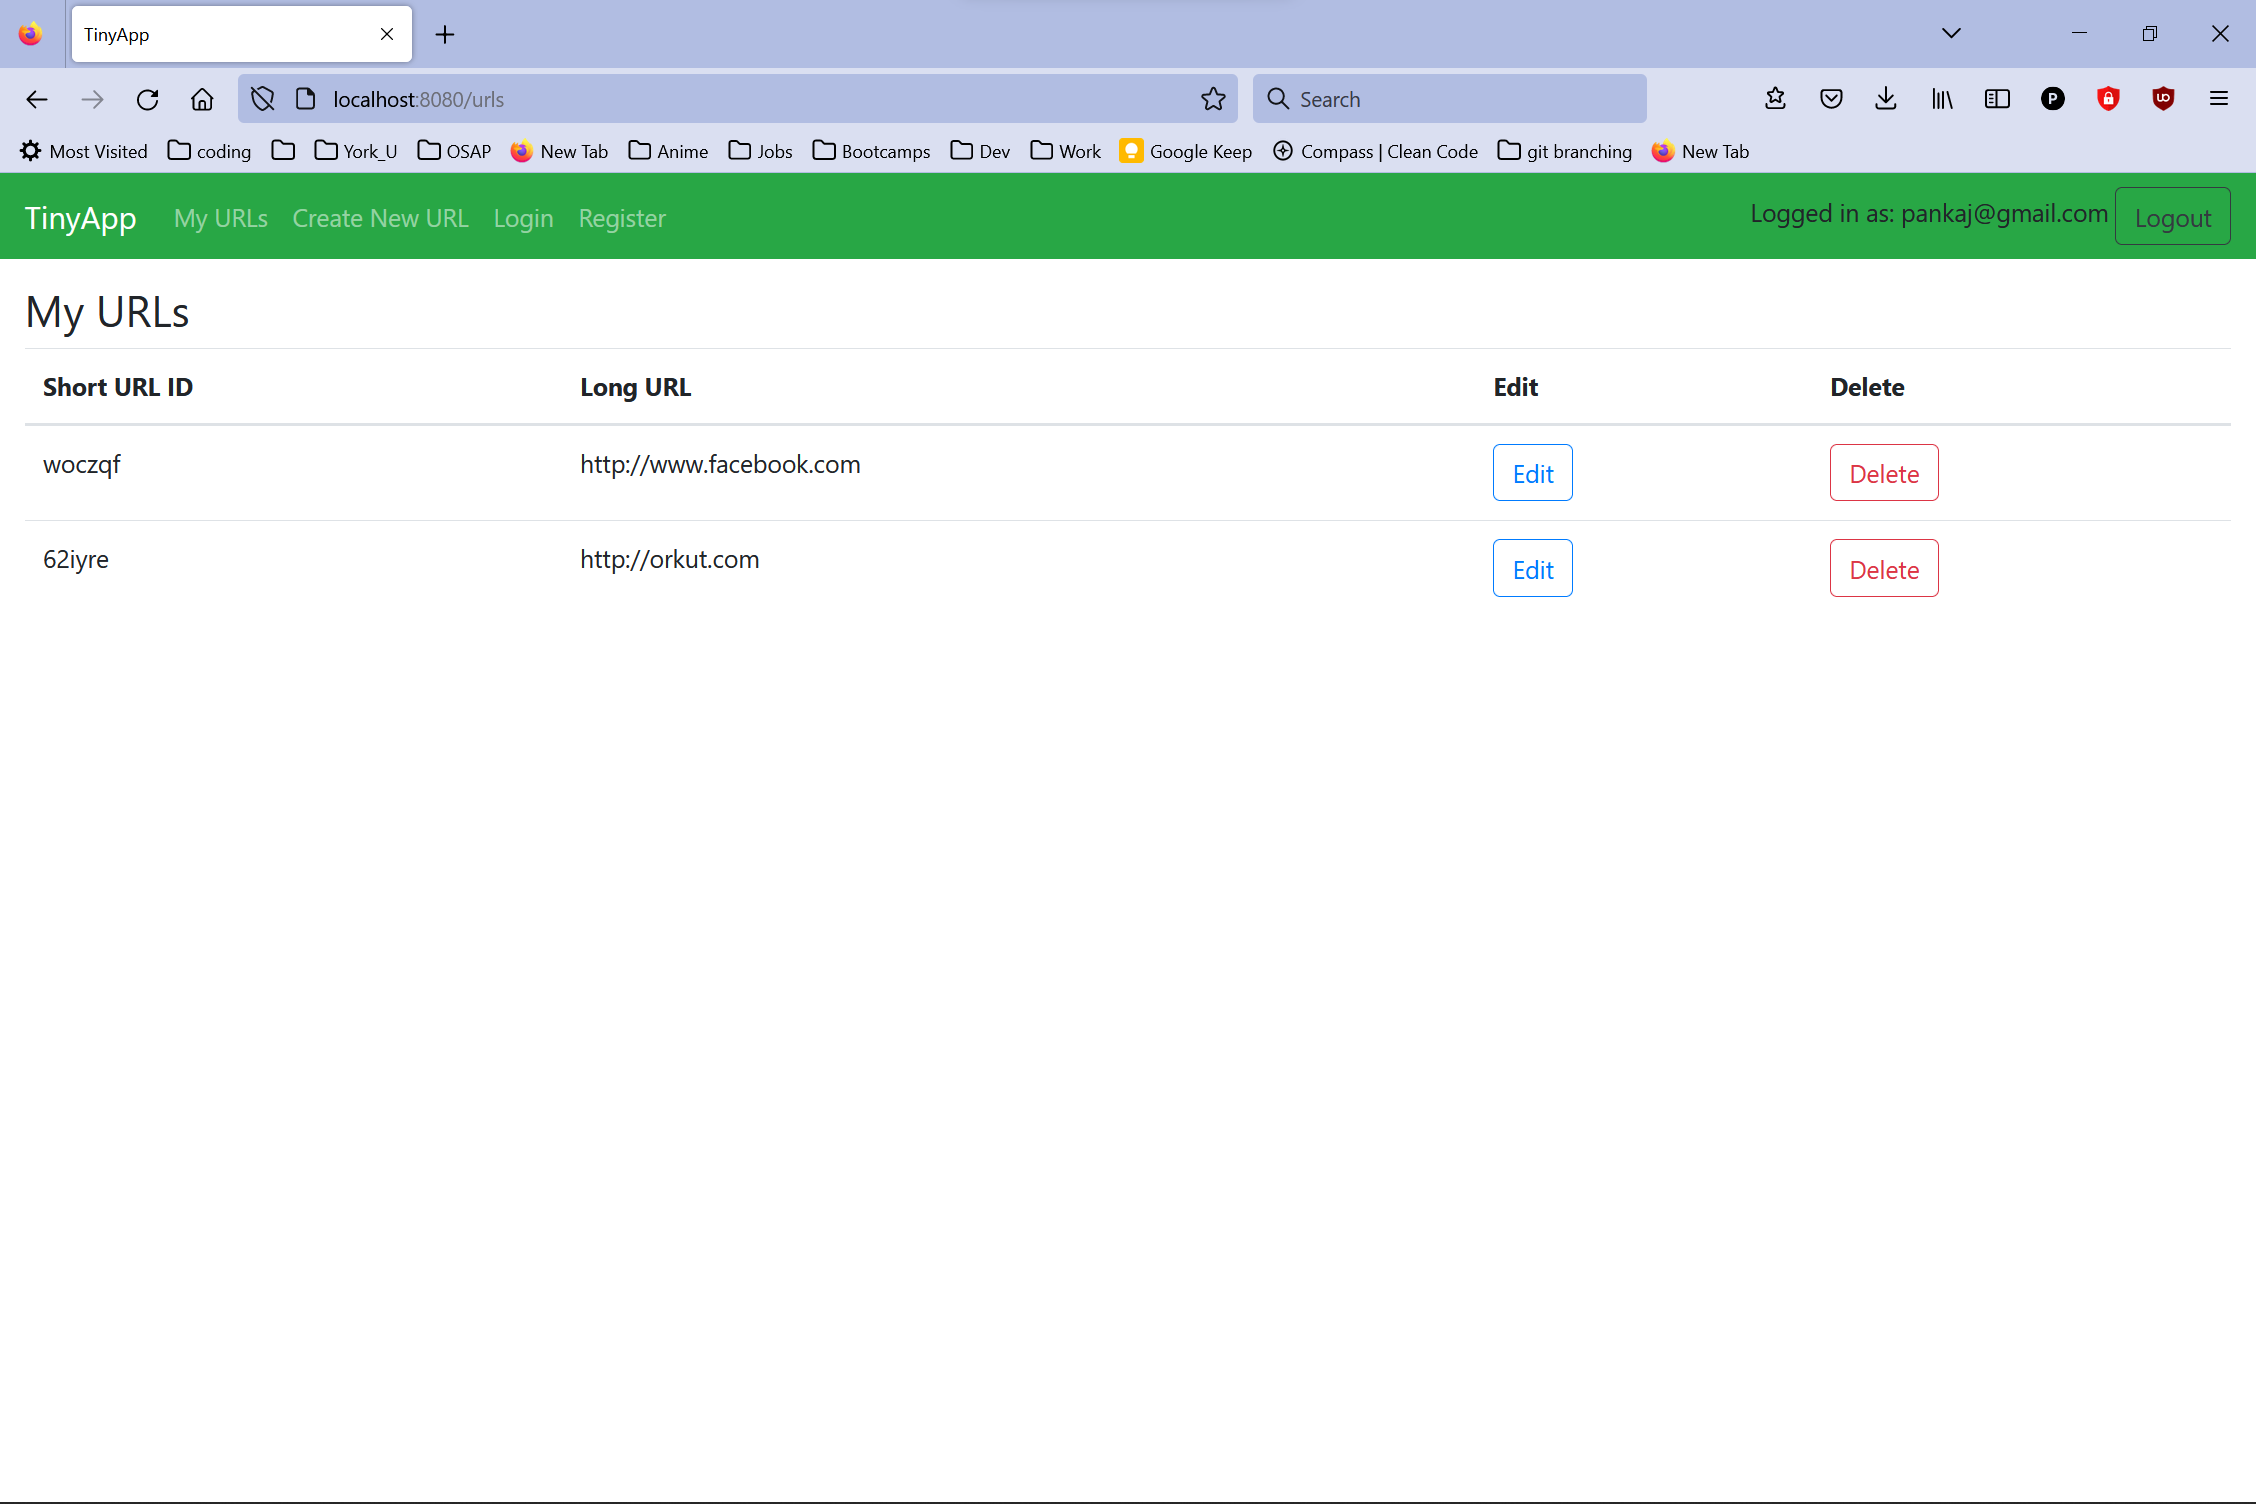 TinyApp
localhost:8080/urls
Search
Most Visited coding York_U OSAP New Tab Anime Jobs Bootcamps Dev Work Google Keep Compass | Clean Code git branching New Tab
TinyApp My URLs Create New URL Login Register Logged in as: pankaj@gmail.com Logout
My URLs
Short URL ID Long URL Edit Delete
woczqf http://www.facebook.com Edit Delete
62iyre http://orkut.com Edit Delete